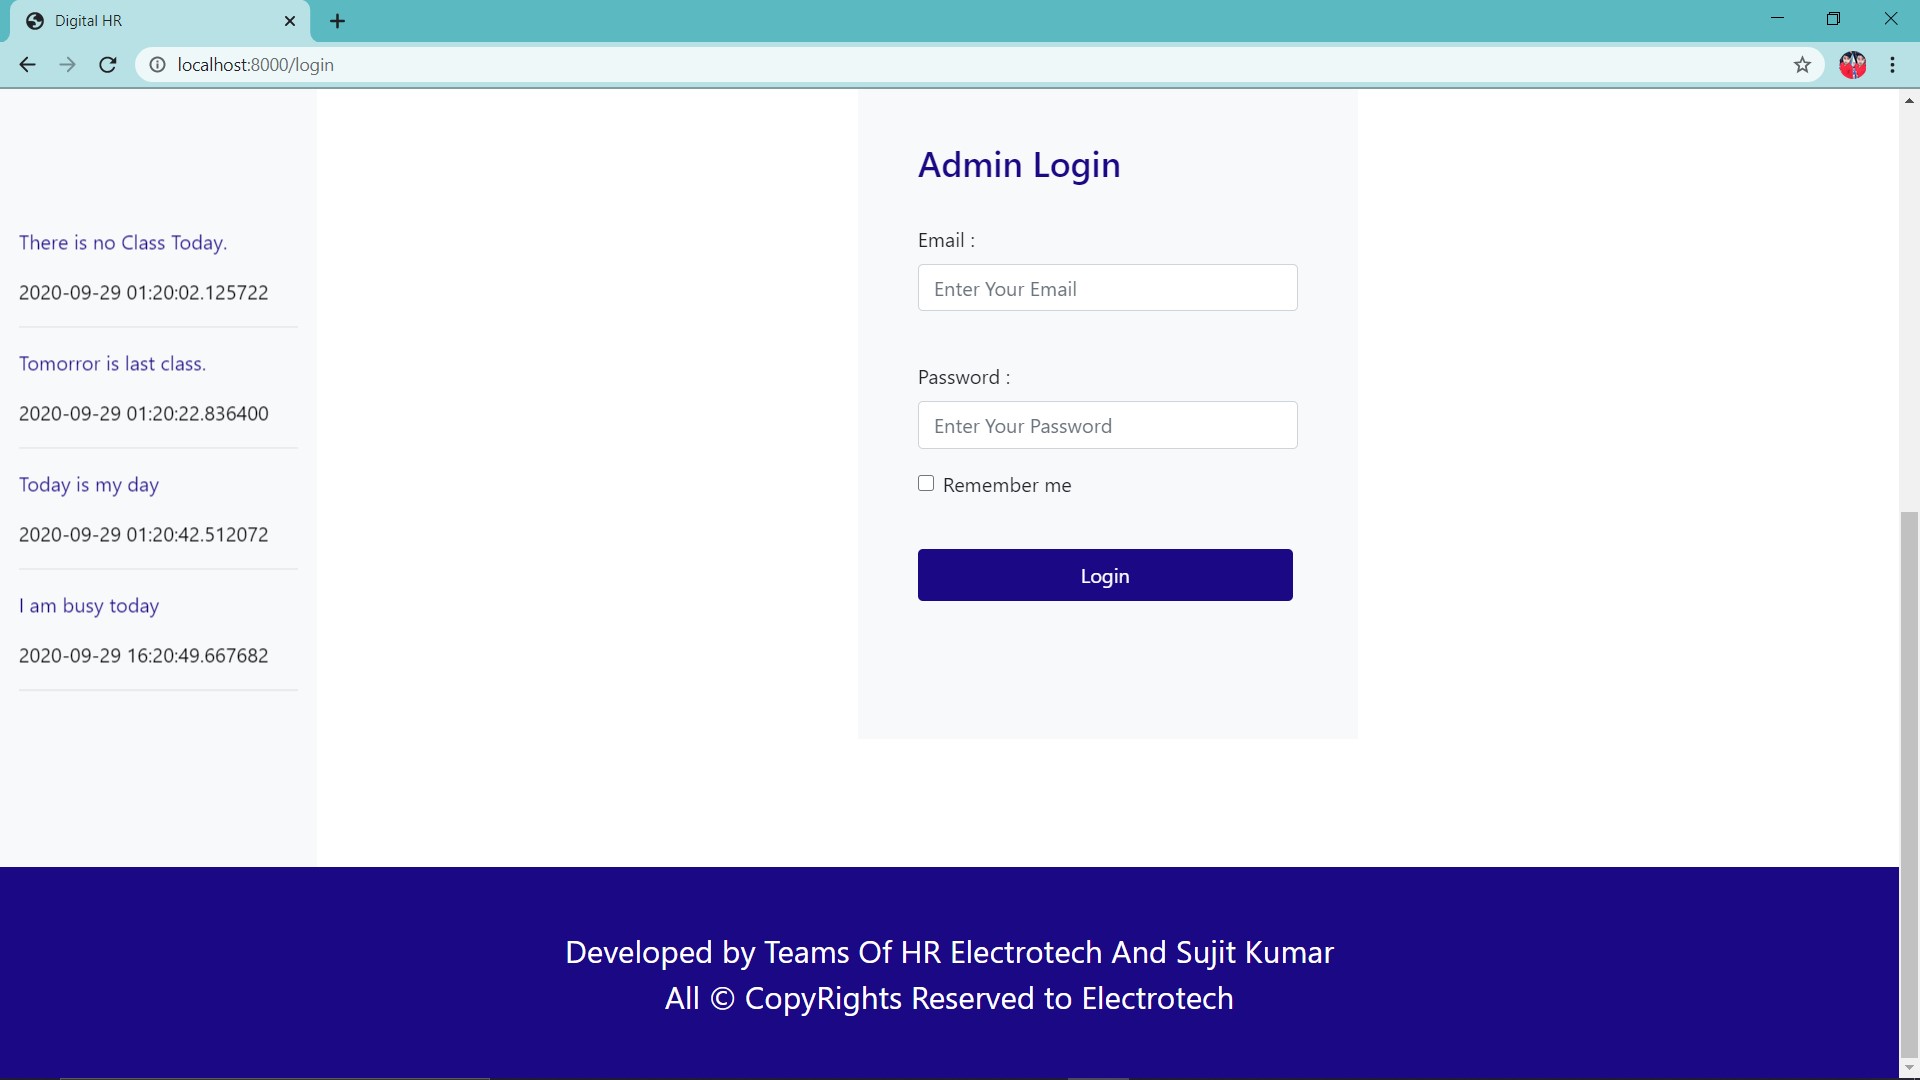 Digital HR
localhost:8000/login
There is no Class Today.
2020-09-29 01:20:02.125722
Tomorror is last class.
2020-09-29 01:20:22.836400
Today is my day
2020-09-29 01:20:42.512072
I am busy today
2020-09-29 16:20:49.667682
Admin Login
Email :
Enter Your Email
Password :
Enter Your Password
Remember me
Login
Developed by Teams Of HR Electrotech And Sujit Kumar
All © CopyRights Reserved to Electrotech